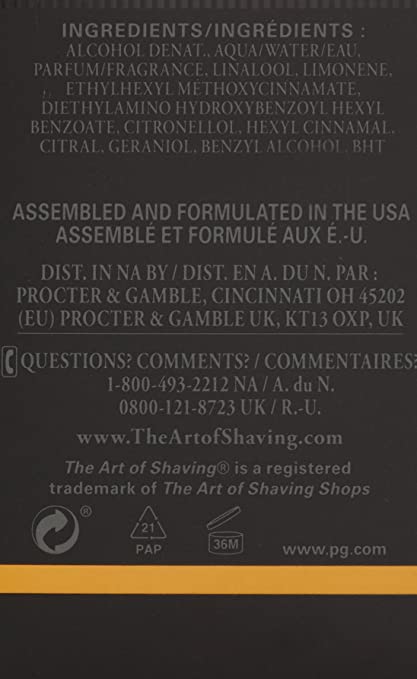 INGREDIENTS/INGRÉDIENTS :
ALCOHOL DENAT., AQUA/WATER/EAU,
PARFUM/FRAGRANCE, LINALOOL, LIMONENE,
ETHYLHEXYL METHOXYCINNAMATE,
DIETHYLAMINO HYDROXYBENZOYL HEXYL
BENZOATE, CITRONELLOL, HEXYL CINNAMAL,
CITRAL, GERANIOL, BENZYL ALCOHOL, BHT
ASSEMBLED AND FORMULATED IN THE USA
ASSEMBLÉ ET FORMULÉ AUX É.-U.
DIST. IN NA BY / DIST. EN A. DU N. PAR :
PROCTER & GAMBLE, CINCINNATI OH 45202
(EU) PROCTER & GAMBLE UK, KT13 OXP, UK
QUESTIONS? COMMENTS? / COMMENTAIRES?
1-800-493-2212 NA / A. du N.
0800-121-8723 UK / R.-U.
www.TheArtofShaving.com
The Art of Shaving® is a registered
trademark of The Art of Shaving Shops
®
21
PAP
36M
www.pg.com